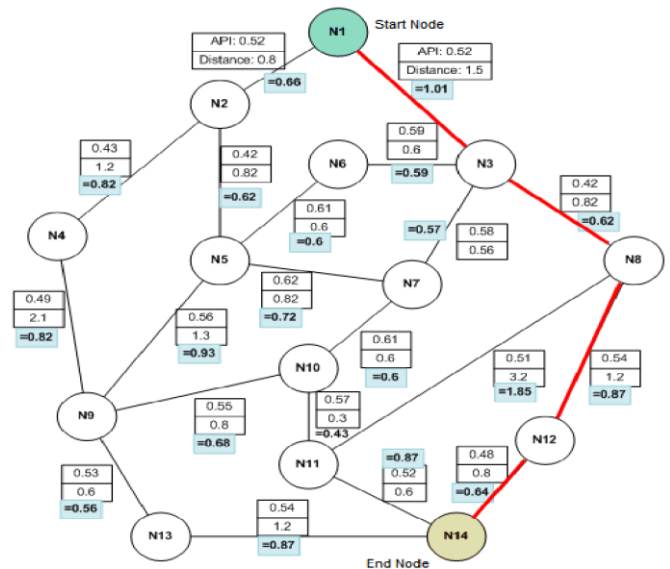 N1
Start Node
API: 0.52
Distance: 0.8
=0.66
API: 0.52
Distance: 1.5
=1.01
N2
0.43
1.2
=0.82
0.42
0.82
=0.62
N6
0.59
0.6
=0.59
N3
0.42
0.82
=0.62
N4
0.61
0.6
=0.6
=0.57
0.58
0.56
N5
N8
0.62
0.82
=0.72
N7
0.49
2.1
=0.82
0.56
1.3
=0.93
0.61
0.6
=0.6
0.51
3.2
=1.85
0.54
1.2
=0.87
N10
N9
0.55
0.8
=0.68
0.57
0.3
=0.43
N12
N11
=0.87
0.52
0.6
0.48
0.8
=0.64
0.53
0.6
=0.56
N13
0.54
1.2
=0.87
N14
End Node